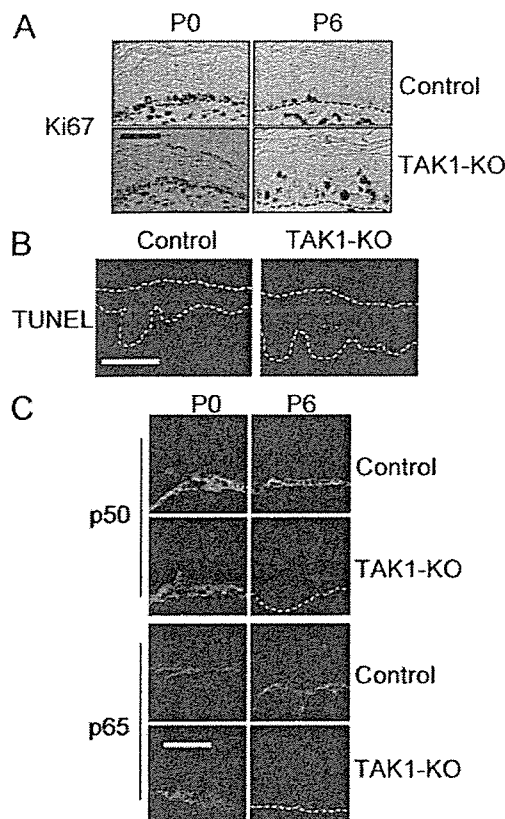 A
P0 P6
Ki67
Control
TAK1-KO
B
Control TAK1-KO
TUNEL
C
P0 P6
p50
Control
TAK1-KO
p65
Control
TAK1-KO